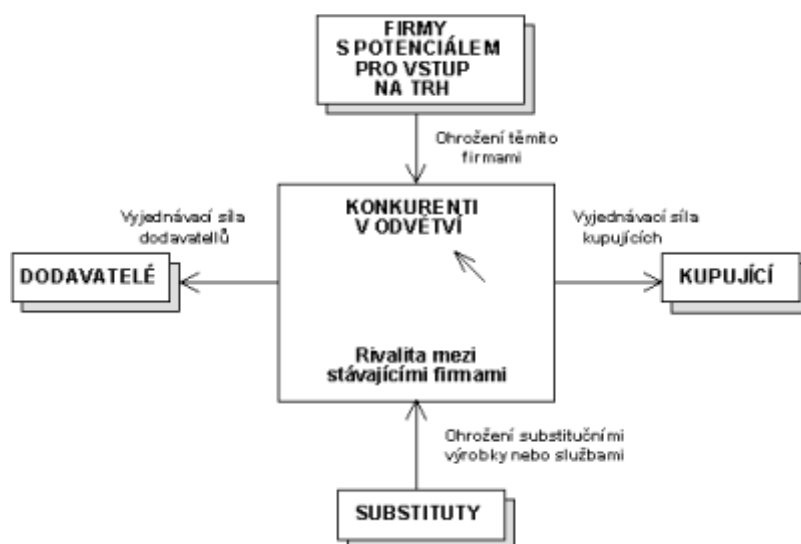 FIRMY
S POTENCIÁLEM
PRO VSTUP
NA TRH
Ohrožení těmito
firmami
KONKURENTI
V ODVĚTVÍ
Vyjednávací síla
dodavatellů
Vyjednávací síla
kupujících
DODAVATELÉ
KUPUJÍCÍ
Rivalita mezi
stávajícími firmami
Ohrožení substitučními
výrobky nebo službami
SUBSTITUTY